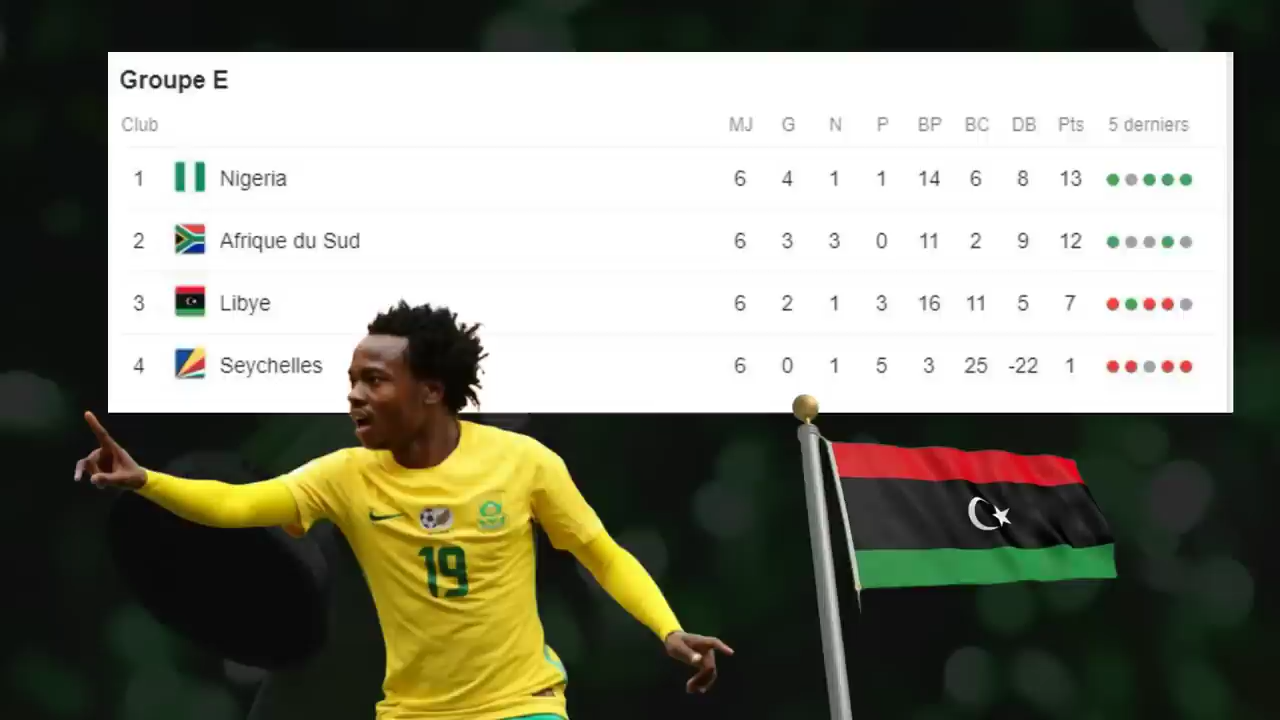 Groupe E
Club MJ G N P BP BC DB Pts 5 derniers
1 Nigeria 6 4 1 1 14 6 8 13
2 Afrique du Sud 6 3 3 0 11 2 9 12
3 Libye 6 2 1 3 16 11 5 7
4 Seychelles 6 0 1 5 3 25 -22 1
19